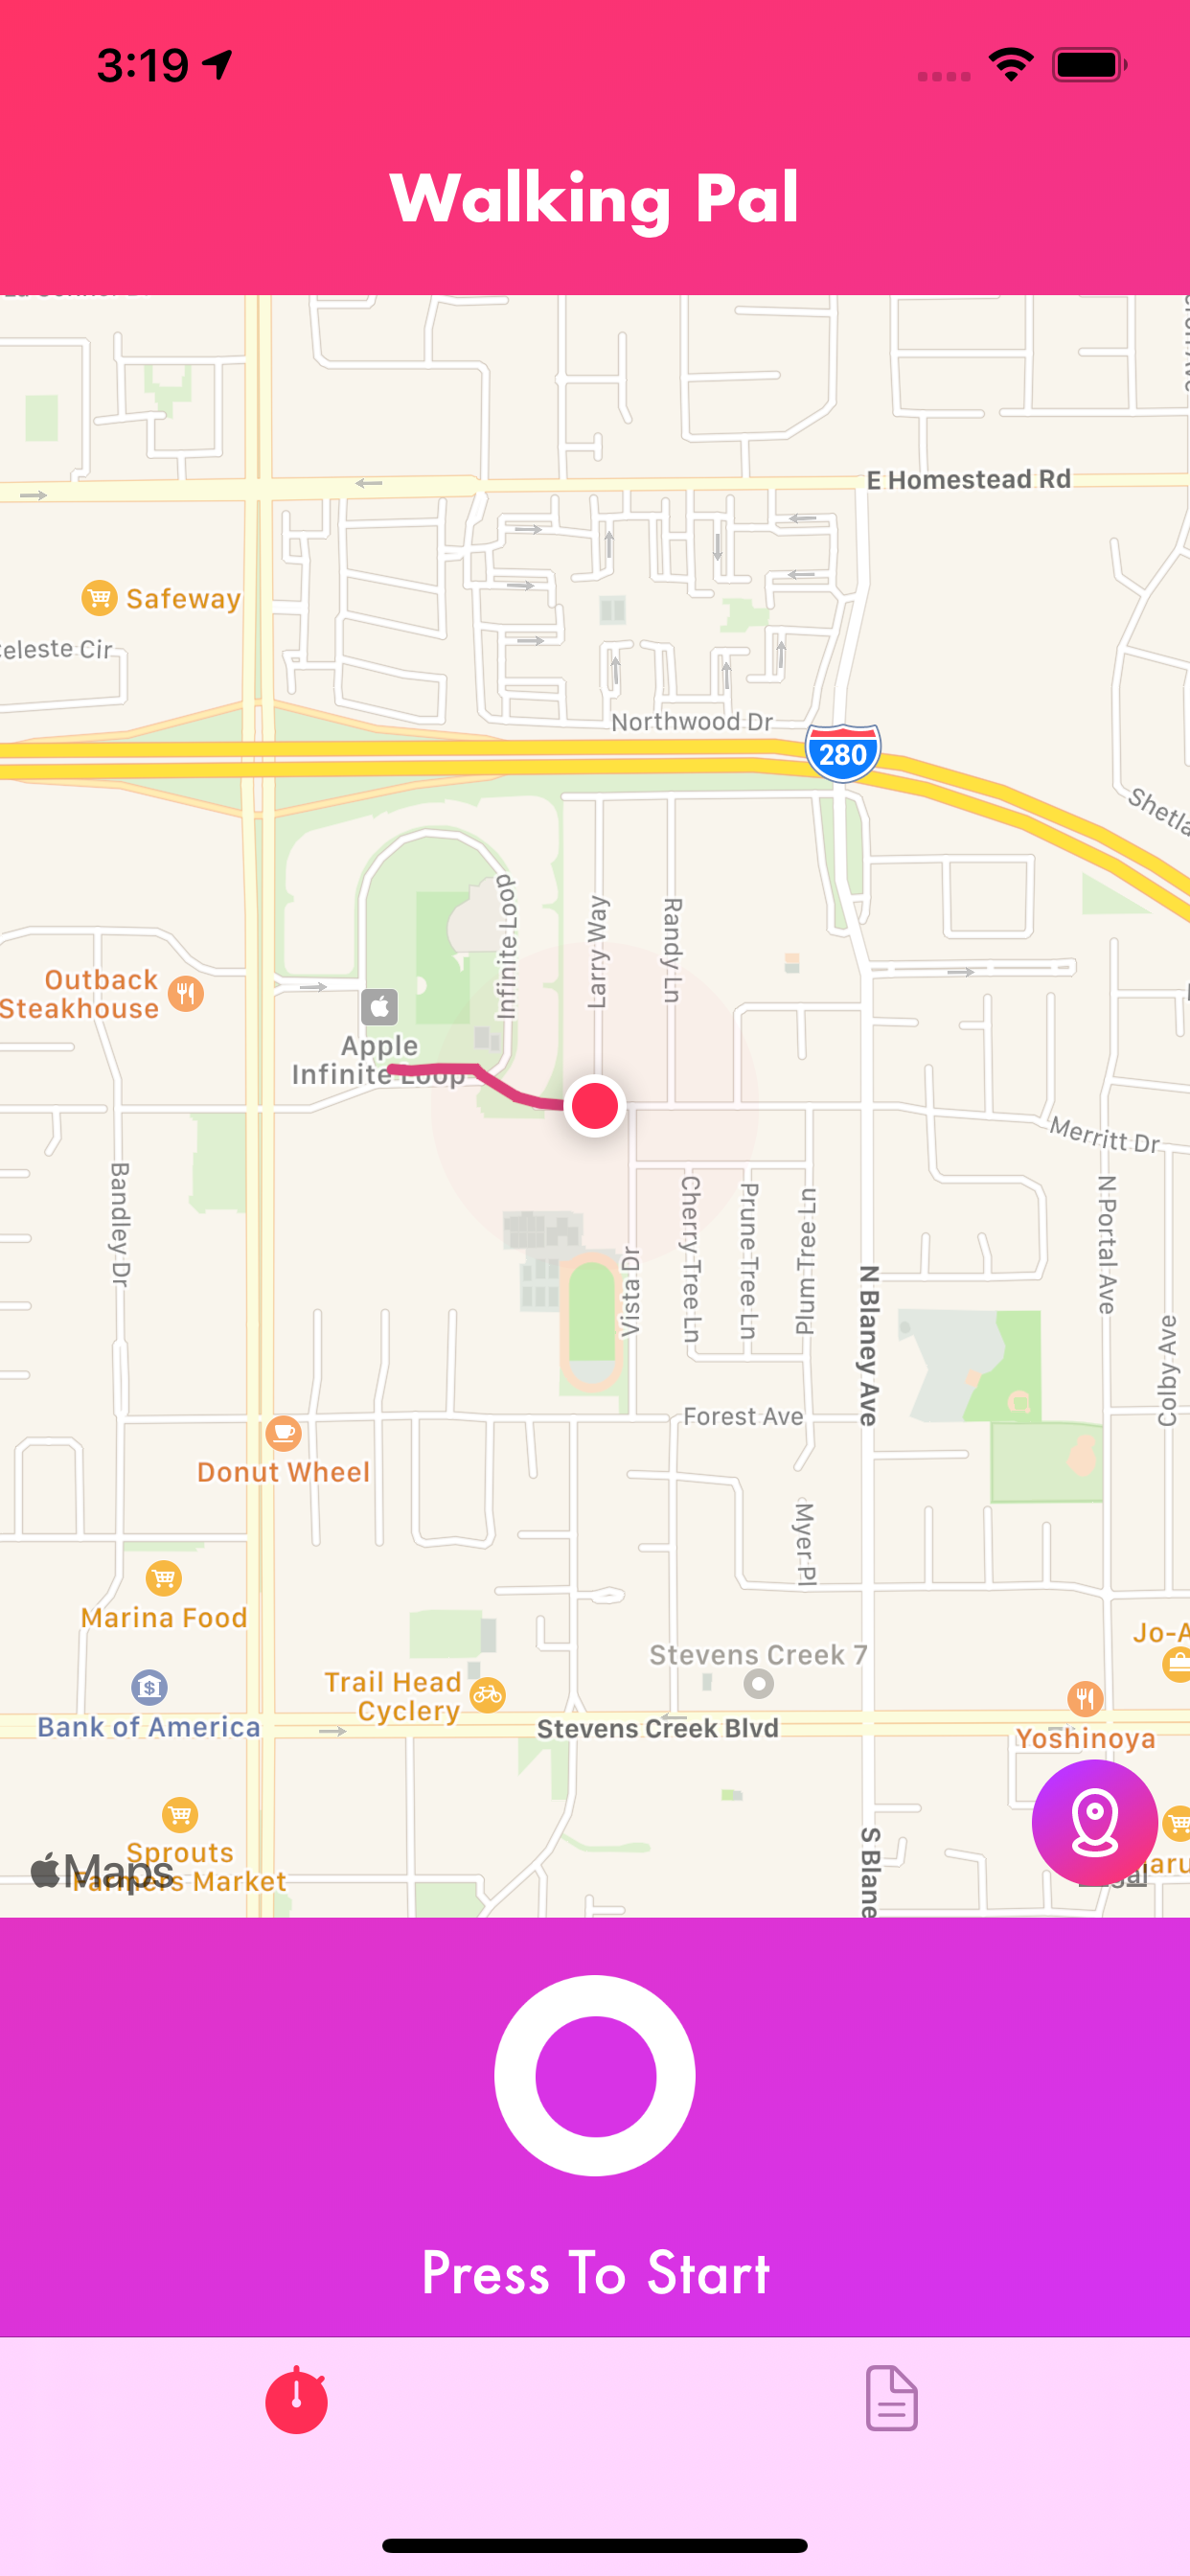 3:19
Walking Pal
E Homestead Rd
Safeway
Celeste Cir
Northwood Dr
280
Shetla
Infinite Loop
Larry Way
Randy Ln
Outback
Steakhouse
Apple
Infinite Loop
Merritt Dr
Bandley Dr
Vista Dr
Cherry Tree Ln
Prune Tree Ln
Plum Tree Ln
N Blaney Ave
N Portal Ave
Colby Ave
Forest Ave
Donut Wheel
Myer Pl
Marina Food
Stevens Creek 7
Jo-A
Trail Head
Cyclery
Bank of America
Stevens Creek Blvd
Yoshinoya
S Blane
Sprouts
Farmers Market
Maps
aru
gal
Press To Start